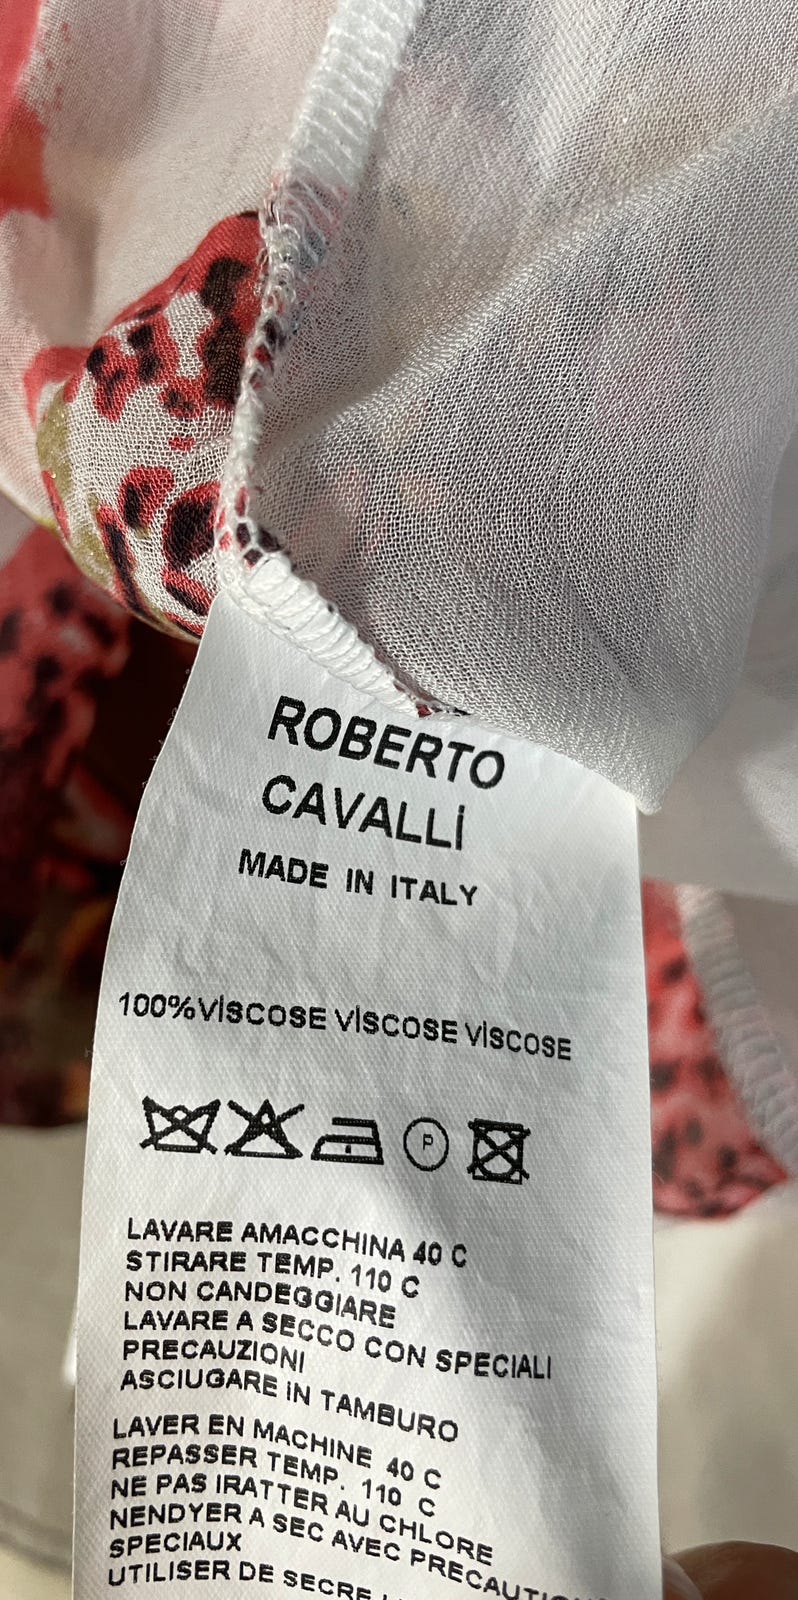 ROBERTO
CAVALLİ
MADE IN ITALY
100%VİSCOSE VİSCOSE VİSCOSE
P
LAVARE AMACCHINA 40 C
STIRARE TEMP. 110 C
NON CANDEGGIARE
LAVARE A SECCO CON SPECIALI
PRECAUZIONI
ASCIUGARE IN TAMBURO
LAVER EN MACHINE 40 C
REPASSER TEMP. 110 C
NE PAS IRATTER AU CHLORE
NENDYER A SEC AVEC
SPECIAUX
UTILISER DE SECRE